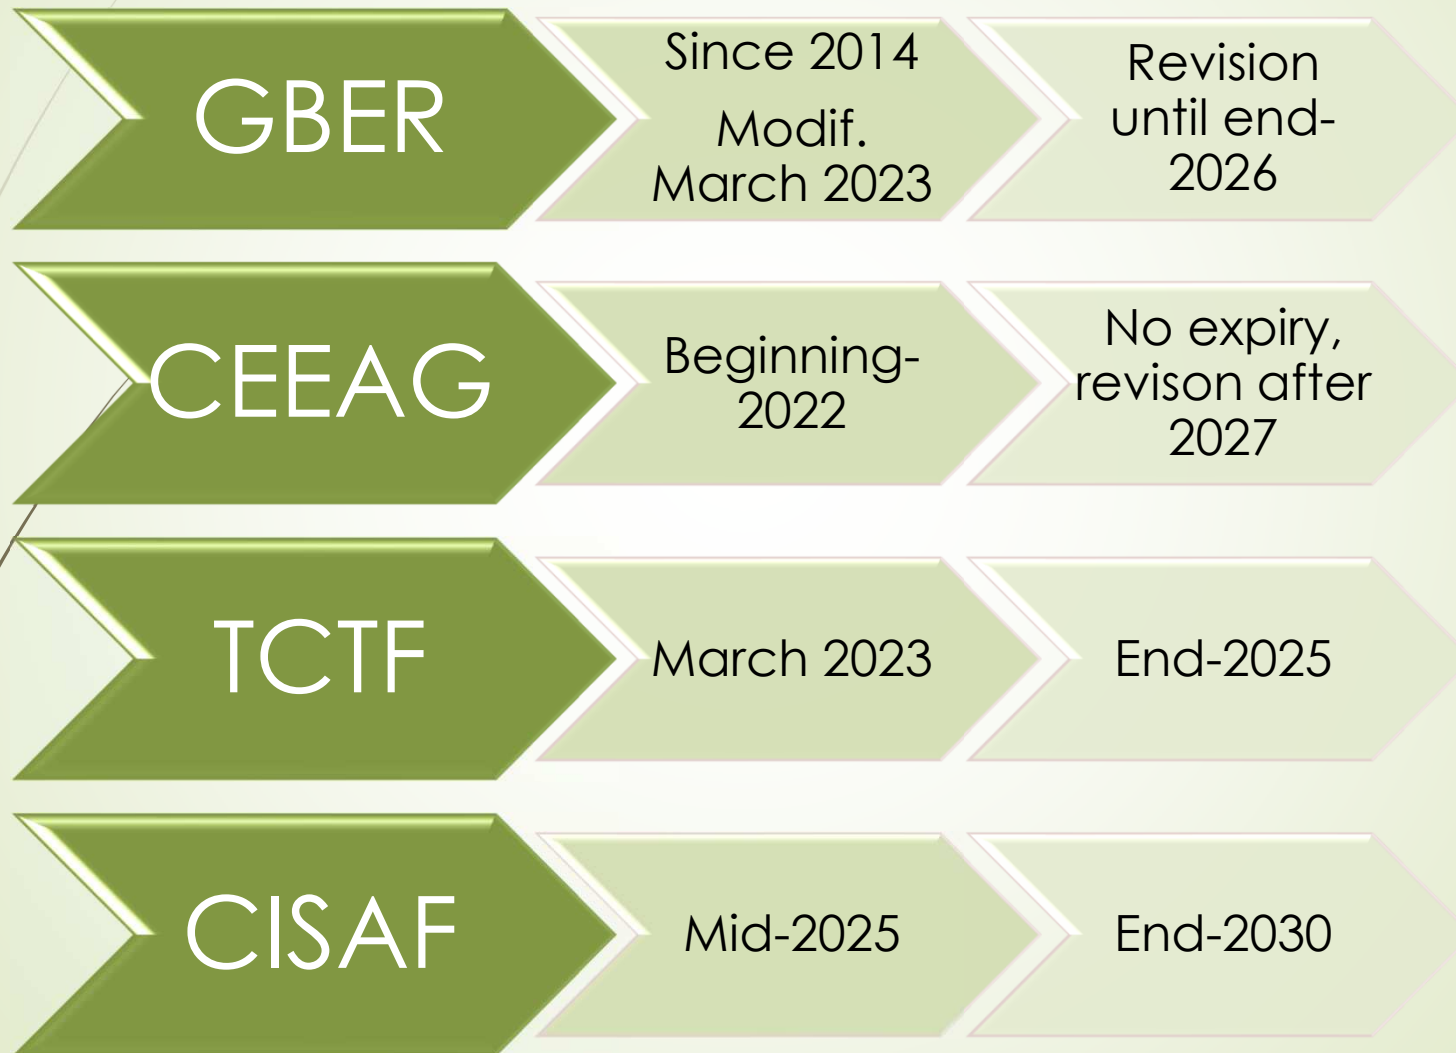 GBER
Since 2014
Modif.
March 2023
Revision
until end-
2026
CEEAG
Beginning-
2022
No expiry,
revison after
2027
TCTF
March 2023
End-2025
CISAF
Mid-2025
End-2030